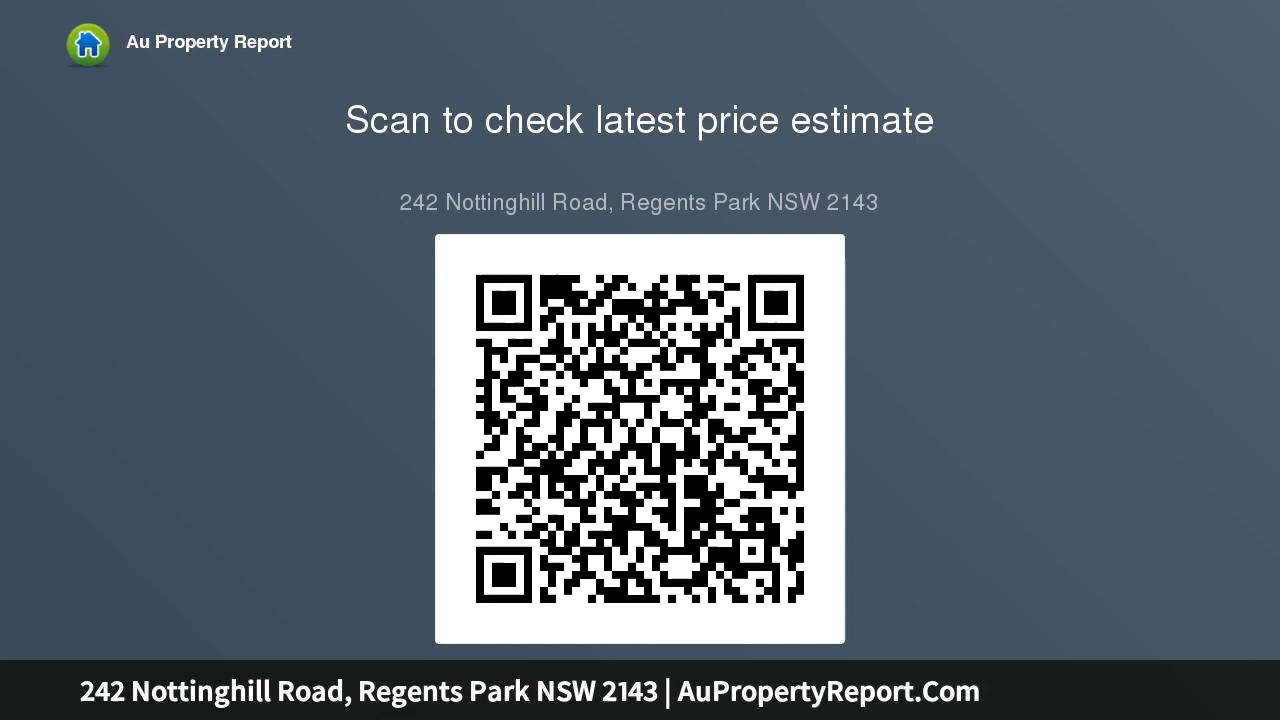 Au Property Report
Scan to check latest price estimate
242 Nottinghill Road, Regents Park NSW 2143
242 Nottinghill Road, Regents Park NSW 2143 | AuPropertyReport.Com